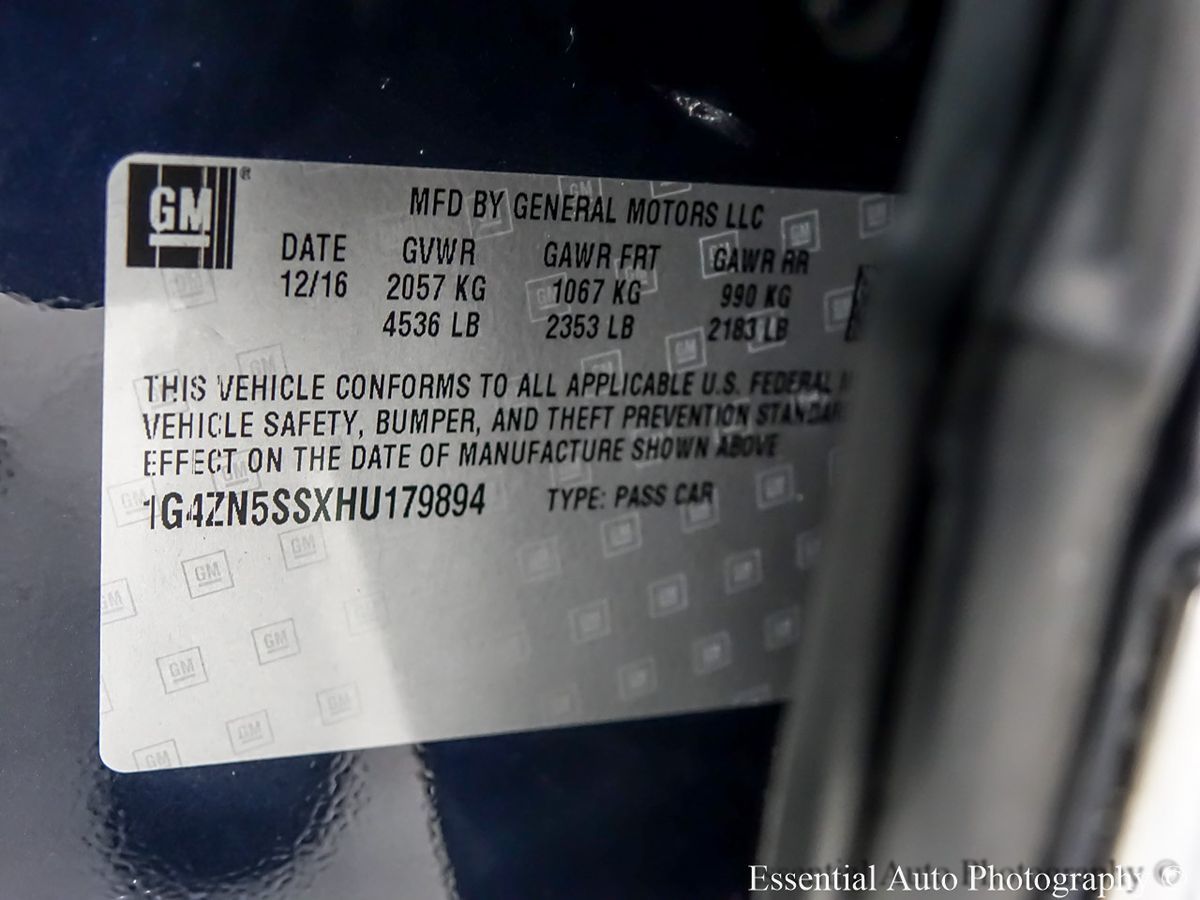 GM ®
MFD BY GENERAL MOTORS LLC
DATE GVWR GAWR FRT GAWR RR
12/16 2057 KG 1067 KG 990 KG
4536 LB 2353 LB 2183 LB
THIS VEHICLE CONFORMS TO ALL APPLICABLE U.S. FEDERAL
VEHICLE SAFETY, BUMPER, AND THEFT PREVENTION
EFFECT ON THE DATE OF MANUFACTURE SHOWN ABOVE
1G4ZN5SSXHU179894 TYPE: PASS CAR
Essential Auto Photography ©